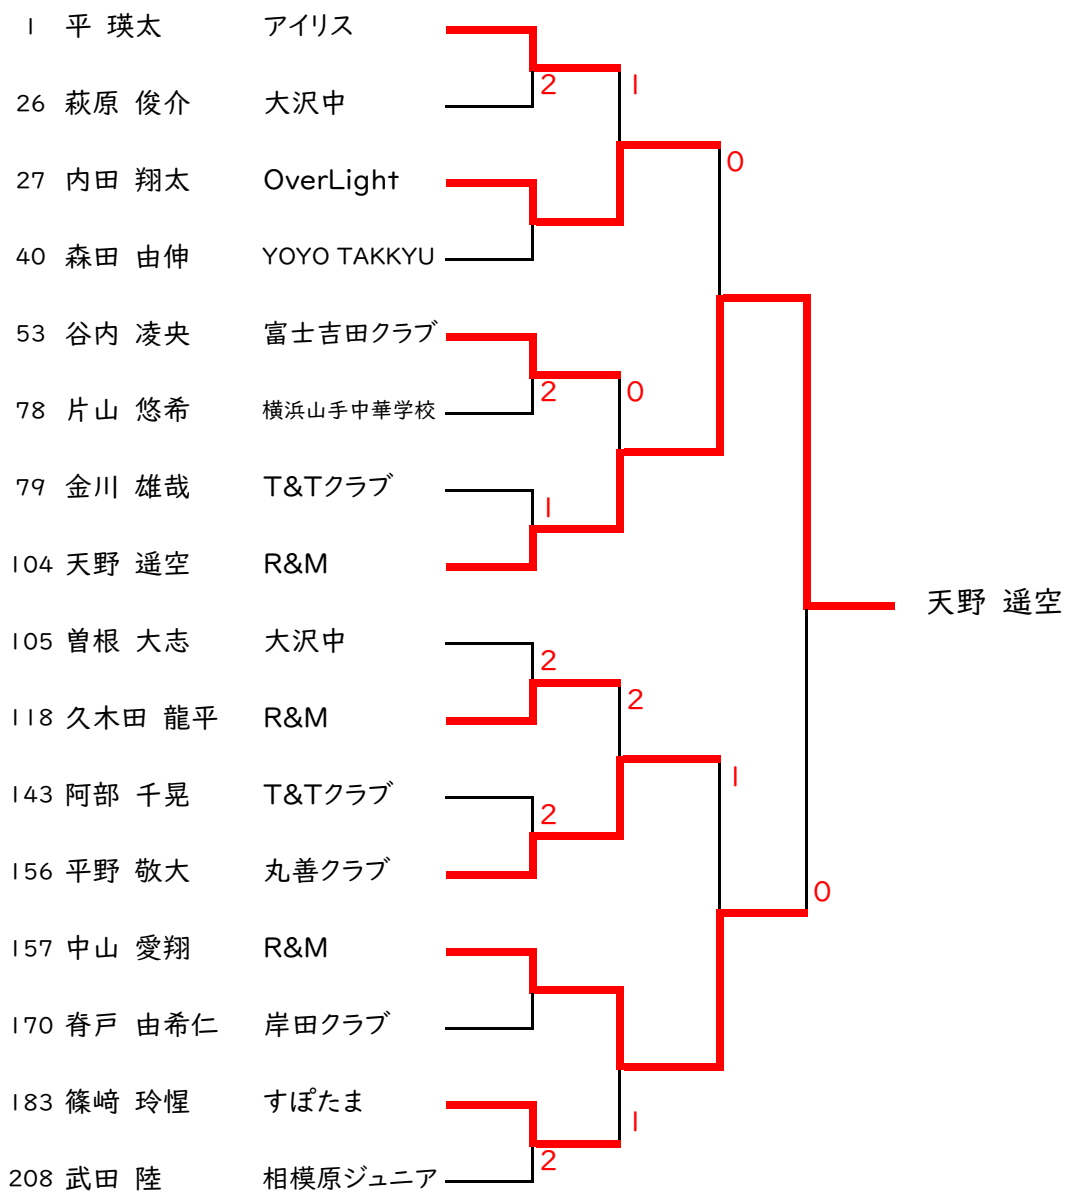 1 平 瑛太 アイリス
2 1
26 萩原 俊介 大沢中
0
27 内田 翔太 OverLight
40 森田 由伸 YOYO TAKKYU
53 谷内 凌央 富士吉田クラブ
2 0
78 片山 悠希 横浜山手中華学校
79 金川 雄哉 T&Tクラブ
1
104 天野 遥空 R&M
天野 遥空
105 曽根 大志 大沢中
2
2
118 久木田 龍平 R&M
1
143 阿部 千晃 T&Tクラブ
2
156 平野 敬大 丸善クラブ
0
157 中山 愛翔 R&M
170 脊戸 由希仁 岸田クラブ
183 篠﨑 玲惺 すぽたま
1
2
208 武田 陸 相模原ジュニア